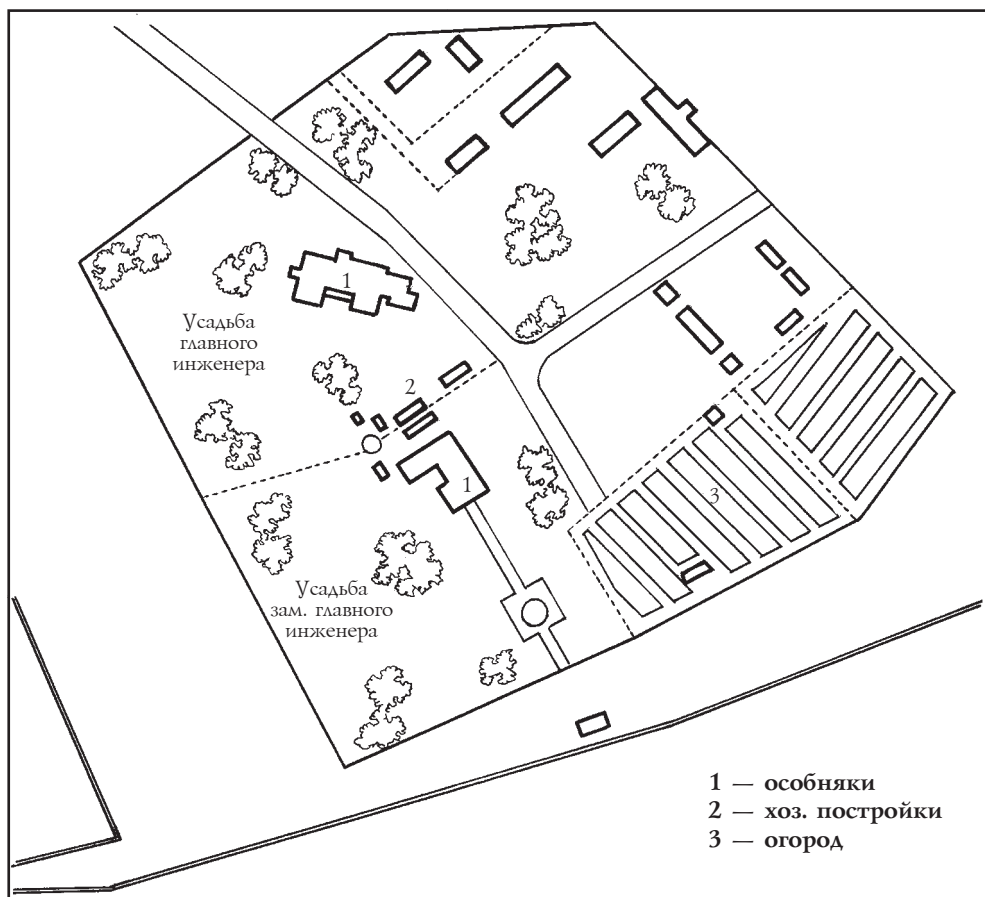 1
Усадьба
главного
инженера
2
1
3
Усадьба
зам. главного
инженера
1 — особняки
2 — хоз. постройки
3 — огород